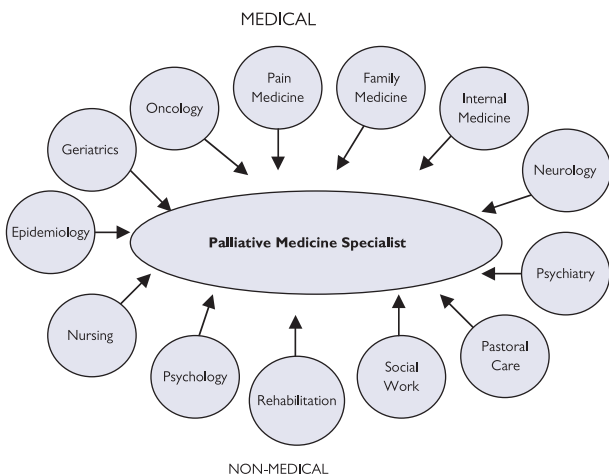 MEDICAL
Pain
Medicine
Family
Medicine
Oncology
Internal
Medicine
Geriatrics
Neurology
Epidemiology
Palliative Medicine Specialist
Psychiatry
Nursing
Psychology
Rehabilitation
Social
Work
Pastoral
Care
NON-MEDICAL